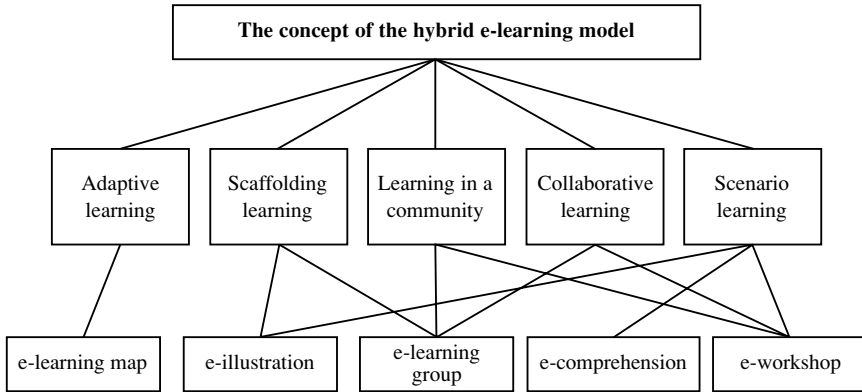 The concept of the hybrid e-learning model
Adaptive
learning
Scaffolding
learning
Learning in a
community
Collaborative
learning
Scenario
learning
e-learning map
e-illustration
e-learning
group
e-comprehension
e-workshop